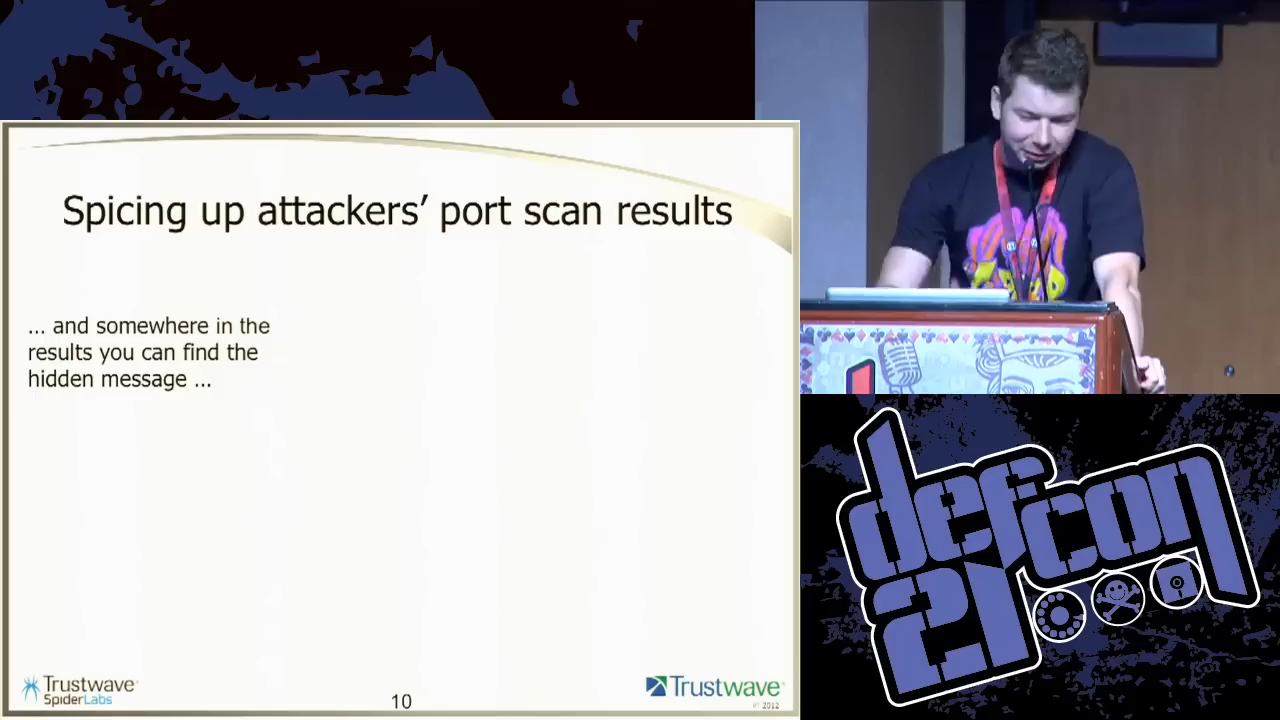 Spicing up attackers’ port scan results
... and somewhere in the
results you can find the
hidden message ...
Trustwave®
SpiderLabs
10
Trustwave®
© 2012
defcon
21